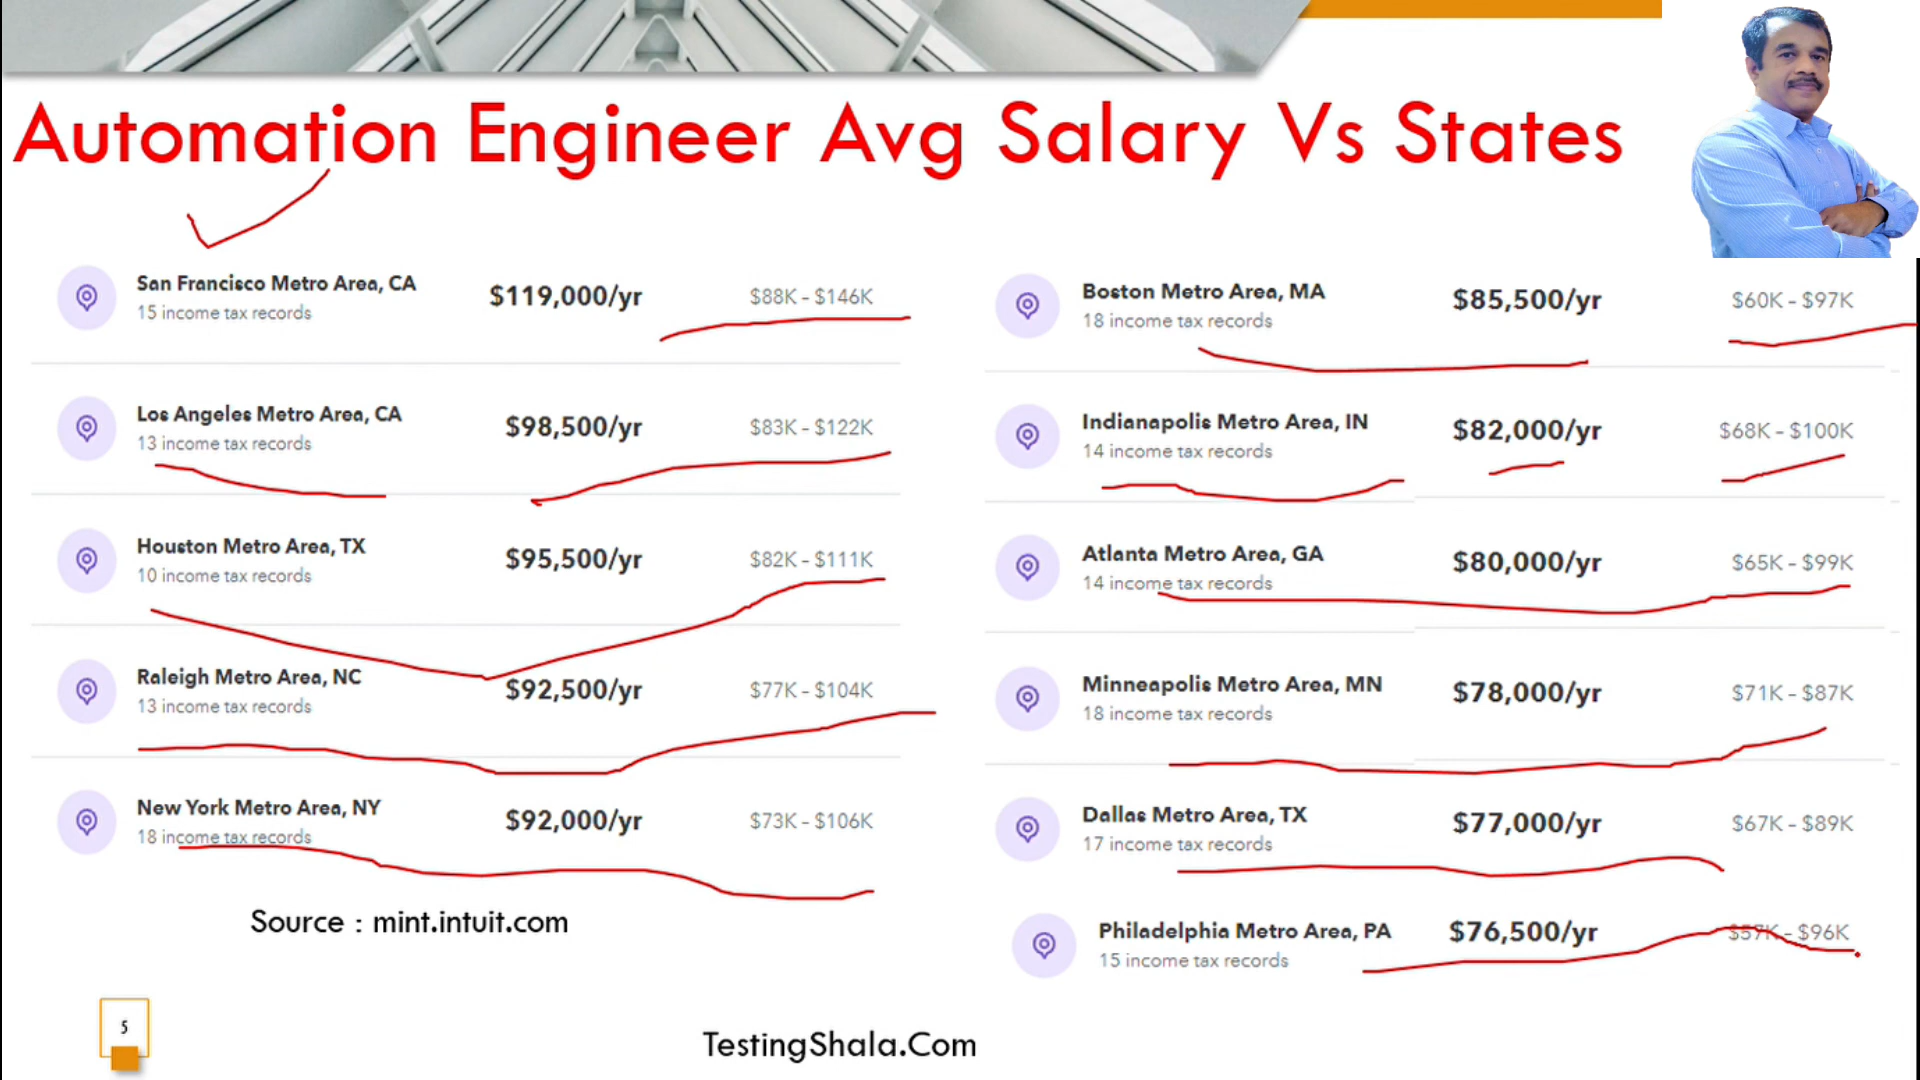 Automation Engineer Avg Salary Vs States
San Francisco Metro Area, CA $119,000/yr $88K - $146K
15 income tax records
Los Angeles Metro Area, CA $98,500/yr $83K - $122K
13 income tax records
Houston Metro Area, TX $95,500/yr $82K - $111K
10 income tax records
Raleigh Metro Area, NC $92,500/yr $77K - $104K
13 income tax records
New York Metro Area, NY $92,000/yr $73K - $106K
18 income tax records
Source : mint.intuit.com
Boston Metro Area, MA $85,500/yr $60K - $97K
18 income tax records
Indianapolis Metro Area, IN $82,000/yr $68K - $100K
14 income tax records
Atlanta Metro Area, GA $80,000/yr $65K - $99K
14 income tax records
Minneapolis Metro Area, MN $78,000/yr $71K - $87K
18 income tax records
Dallas Metro Area, TX $77,000/yr $67K - $89K
17 income tax records
Philadelphia Metro Area, PA $76,500/yr $57K - $96K
15 income tax records
5
TestingShala.Com